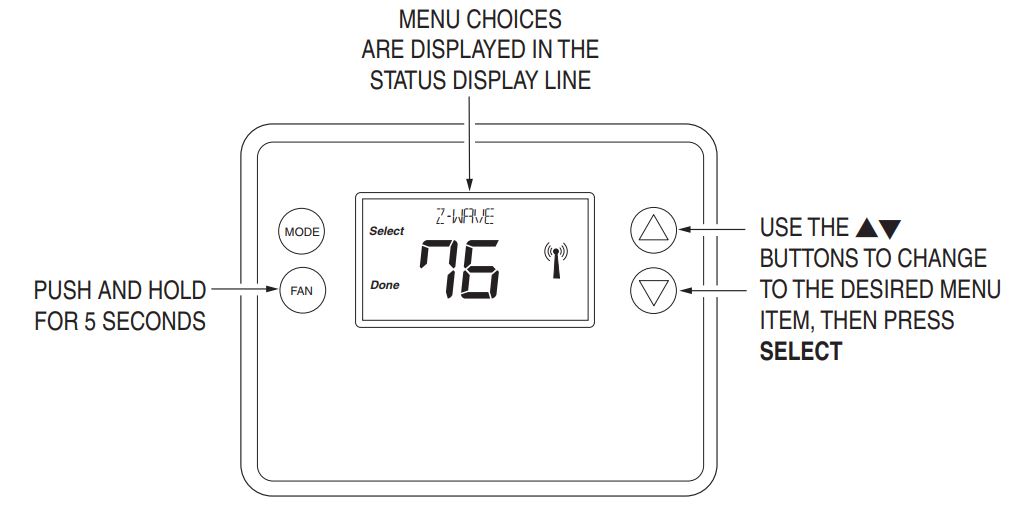 MENU CHOICES
ARE DISPLAYED IN THE
STATUS DISPLAY LINE
Z-WAVE
MODE
Select
76
FAN
Done
PUSH AND HOLD
FOR 5 SECONDS
USE THE ▲▼
BUTTONS TO CHANGE
TO THE DESIRED MENU
ITEM, THEN PRESS
SELECT